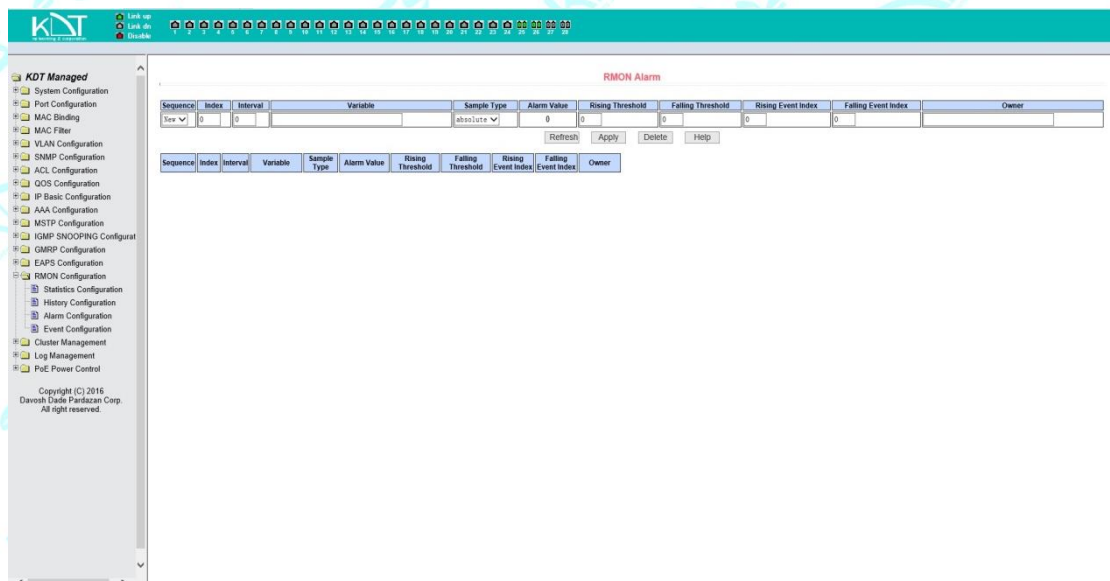 KDT
Link up
Link dn
Disable
1 2 3 4 5 6 7 8 9 10 11 12 13 14 15 16 17 18 19 20 21 22 23 24 25 26 27 28
KDT Managed
System Configuration
Port Configuration
MAC Binding
MAC Filter
VLAN Configuration
SNMP Configuration
ACL Configuration
QOS Configuration
IP Basic Configuration
AAA Configuration
MSTP Configuration
IGMP SNOOPING Configurat
GMRP Configuration
EAPS Configuration
RMON Configuration
Statistics Configuration
History Configuration
Alarm Configuration
Event Configuration
Cluster Management
Log Management
PoE Power Control
Copyright (C) 2016
Davosh Dade Pardazan Corp.
All right reserved.
RMON Alarm
Sequence Index Interval Variable Sample Type Alarm Value Rising Threshold Falling Threshold Rising Event Index Falling Event Index Owner
New 0 0 absolute 0 0 0 0 0
Refresh Apply Delete Help
Sequence Index Interval Variable Sample Type Alarm Value Rising Threshold Falling Threshold Rising Event Index Falling Event Index Owner